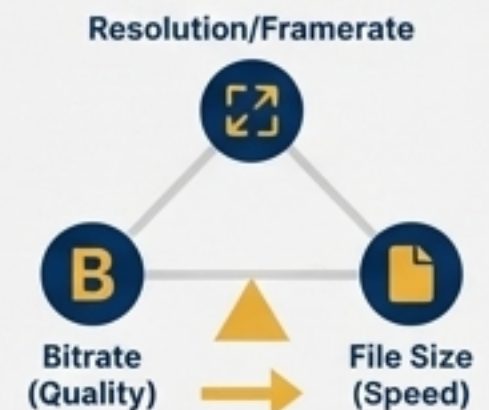 Resolution/Framerate
B
Bitrate
(Quality)
File Size
(Speed)